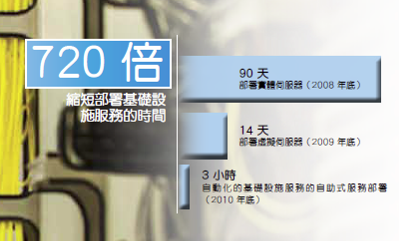 720 倍
縮短部署基礎設
施服務的時間
90 天
部署實體伺服器（2008 年底）
14 天
部署虛擬伺服器（2009 年底）
3 小時
自動化的基礎設施服務的自助式服務部署
（2010 年底）